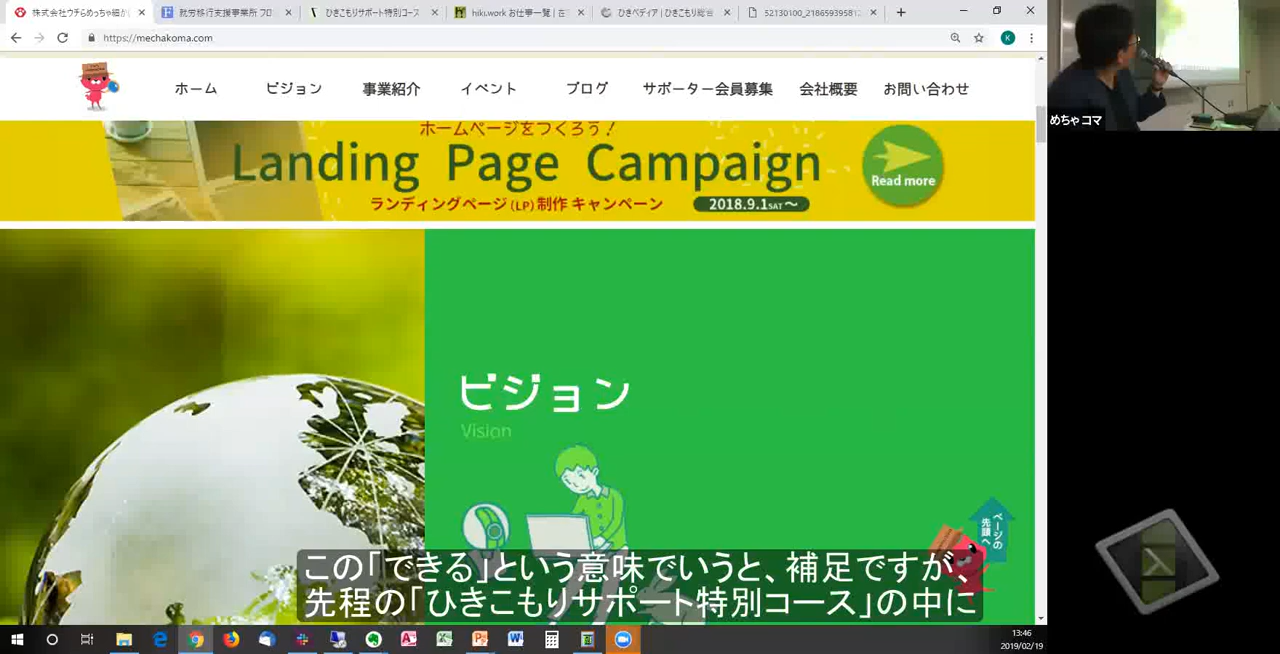 株式会社ウチらめっちゃ細か
就労移行支援事業所 フロ
ひきこもりサポート特別コース
hiki.work お仕事一覧 | 在
ひきペディア | ひきこもり総合
52130100_218659395813
https://mechakoma.com
K
ホーム
ビジョン
事業紹介
イベント
ブログ
サポーター会員募集
会社概要
お問い合わせ
めちゃコマ
ホームページをつくろう!
Landing Page Campaign
Read more
ランディングページ(LP)制作 キャンペーン
2018.9.1SAT〜
ビジョン
Vision
ページの
先頭へ
この「できる」という意味でいうと、補足ですが、
先程の「ひきこもりサポート特別コース」の中に
13:46
2019/02/19